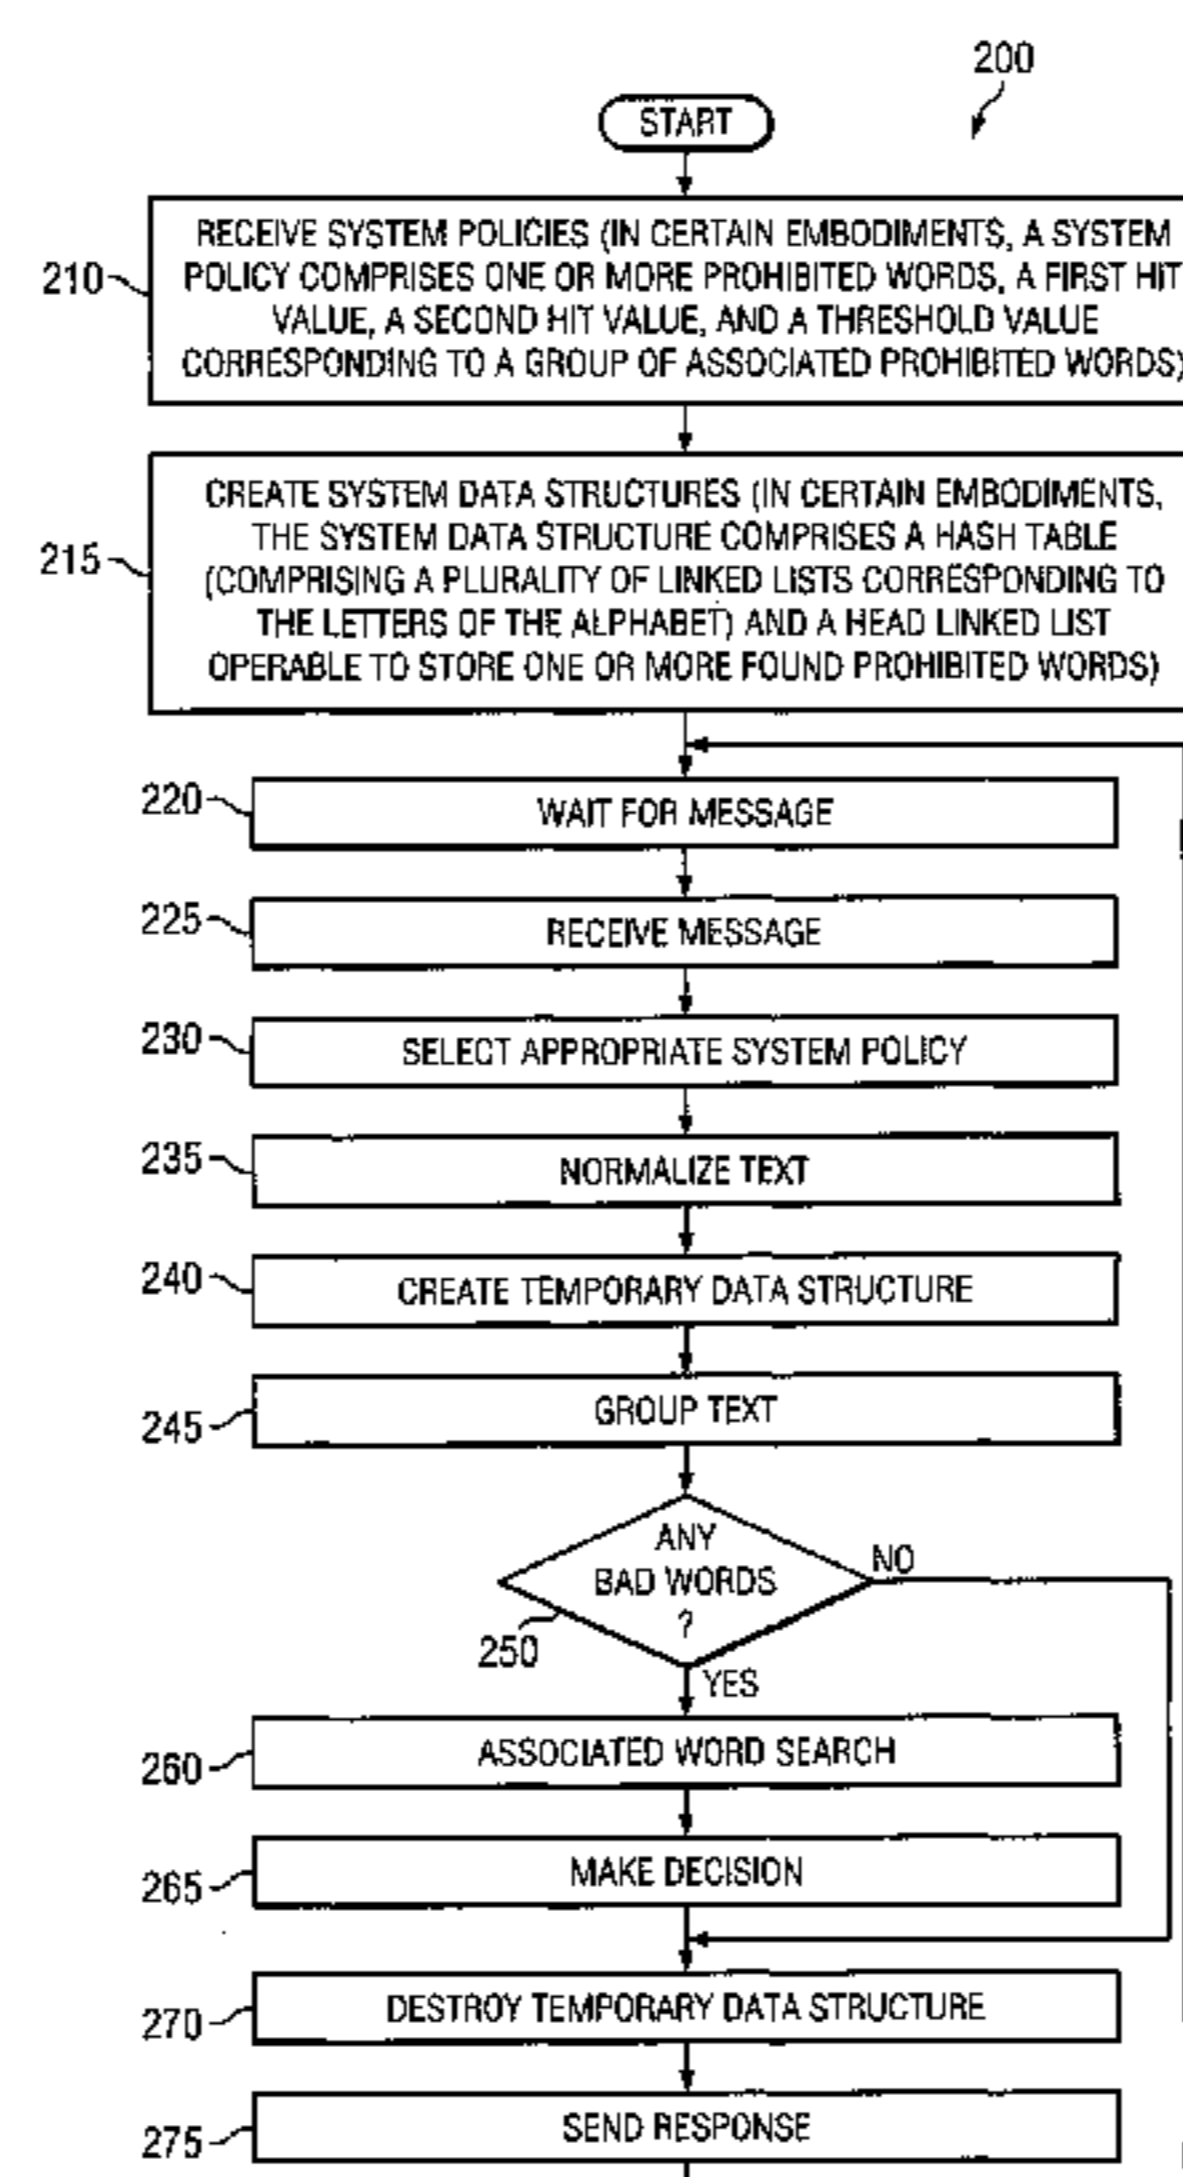 200
START
210
RECEIVE SYSTEM POLICIES (IN CERTAIN EMBODIMENTS, A SYSTEM
POLICY COMPRISES ONE OR MORE PROHIBITED WORDS, A FIRST HIT
VALUE, A SECOND HIT VALUE, AND A THRESHOLD VALUE
CORRESPONDING TO A GROUP OF ASSOCIATED PROHIBITED WORDS)
215
CREATE SYSTEM DATA STRUCTURES (IN CERTAIN EMBODIMENTS,
THE SYSTEM DATA STRUCTURE COMPRISES A HASH TABLE
(COMPRISING A PLURALITY OF LINKED LISTS CORRESPONDING TO
THE LETTERS OF THE ALPHABET) AND A HEAD LINKED LIST
OPERABLE TO STORE ONE OR MORE FOUND PROHIBITED WORDS)
220
WAIT FOR MESSAGE
225
RECEIVE MESSAGE
230
SELECT APPROPRIATE SYSTEM POLICY
235
NORMALIZE TEXT
240
CREATE TEMPORARY DATA STRUCTURE
245
GROUP TEXT
ANY
BAD WORDS
?
NO
250
YES
260
ASSOCIATED WORD SEARCH
265
MAKE DECISION
270
DESTROY TEMPORARY DATA STRUCTURE
275
SEND RESPONSE